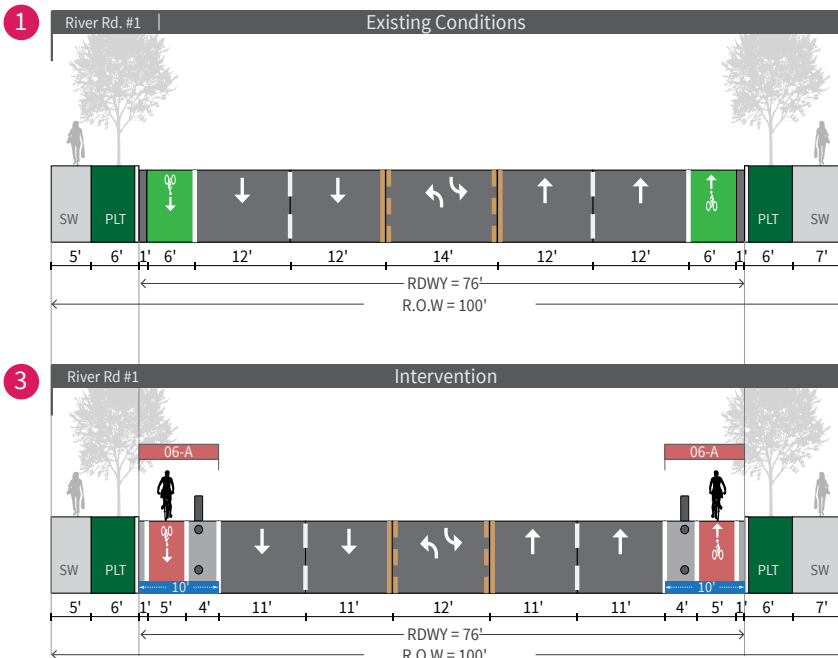 1
River Rd. #1 | Existing Conditions
SW PLT PLT SW
5' 6' 1' 6' 12' 12' 14' 12' 12' 6' 1' 6' 7'
RDWY = 76'
R.O.W = 100'
3
River Rd #1 Intervention
06-A 06-A
SW PLT PLT SW
10' 10'
5' 6' 1' 5' 4' 11' 11' 12' 11' 11' 4' 5' 1' 6' 7'
RDWY = 76'
R.O.W = 100'